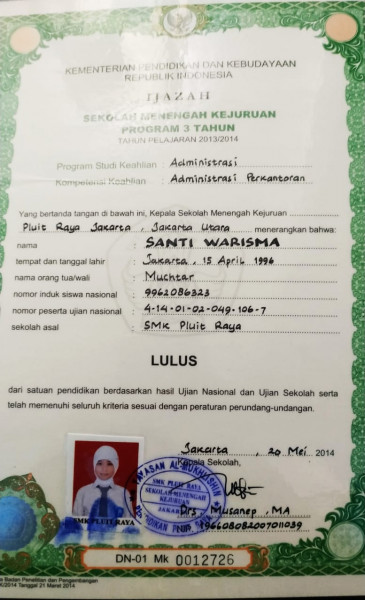 KEMENTERIAN PENDIDIKAN DAN KEBUDAYAAN
REPUBLIK INDONESIA
IJAZAH
SEKOLAH MENENGAH KEJURUAN
PROGRAM 3 TAHUN
TAHUN PELAJARAN 2013/2014
Program Studi Keahlian : Administrasi
Kompetensi Keahlian : Administrasi Perkantoran
Yang bertanda tangan di bawah ini, Kepala Sekolah Menengah Kejuruan
Pluit Raya Jakarta , Jakarta Utara menerangkan bahwa:
nama : SANTI WARISMA
tempat dan tanggal lahir : Jakarta, 15 April 1996
nama orang tua/wali : Muchtar
nomor induk siswa nasional : 9962086323
nomor peserta ujian nasional : 4-14-01-02-049-106-7
sekolah asal : SMK Pluit Raya
LULUS
dari satuan pendidikan berdasarkan hasil Ujian Nasional dan Ujian Sekolah serta
telah memenuhi seluruh kriteria sesuai dengan peraturan perundang-undangan.
Jakarta , 20 Mei 2014
Kepala Sekolah,
SMK PLUIT RAYA
SEKOLAH MENENGAH
KEJURUAN
SMK PLUIT RAYA
Drs Musanep , MA
196608082007011039
DN-01 Mk 0012726
Badan Penelitian dan Pengembangan
/2014 Tanggal 21 Maret 2014